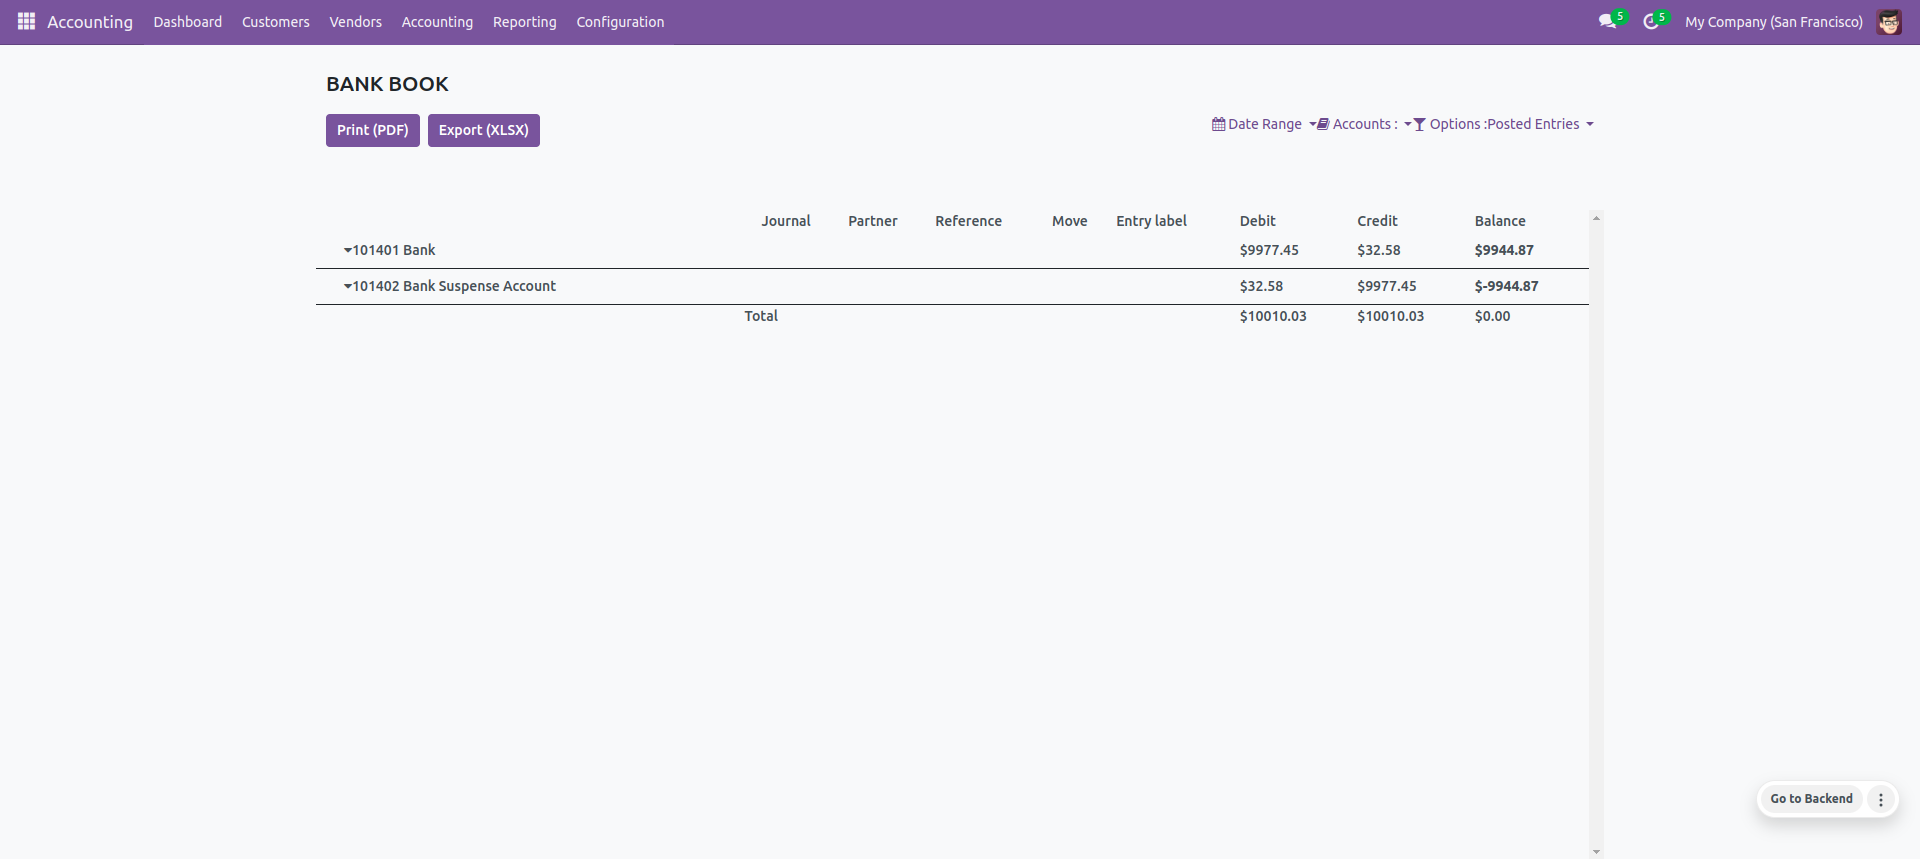 Accounting Dashboard Customers Vendors Accounting Reporting Configuration 5 5 My Company (San Francisco)
BANK BOOK
Print (PDF) Export (XLSX) Date Range Accounts : Options :Posted Entries
Journal Partner Reference Move Entry label Debit Credit Balance
101401 Bank $9977.45 $32.58 $9944.87
101402 Bank Suspense Account $32.58 $9977.45 $-9944.87
Total $10010.03 $10010.03 $0.00
Go to Backend